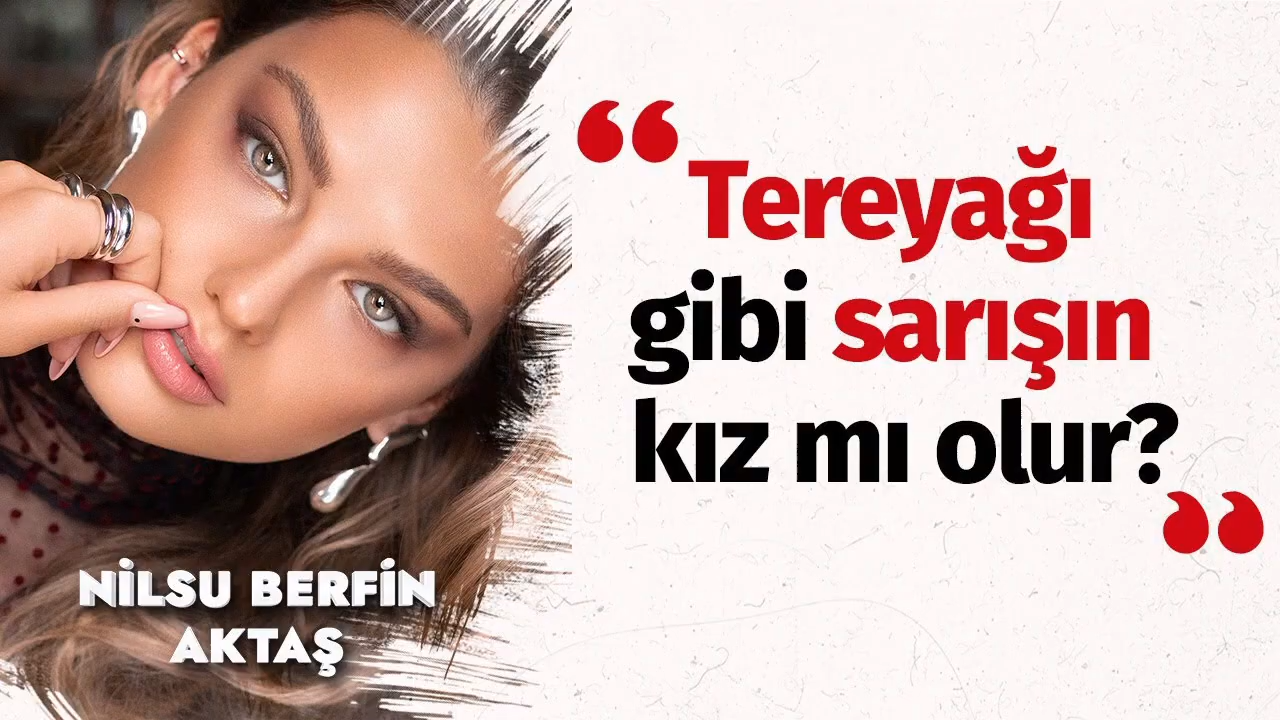 “Tereyağı
gibi sarışın
kız mı olur?”
NİLSU BERFİN
AKTAŞ